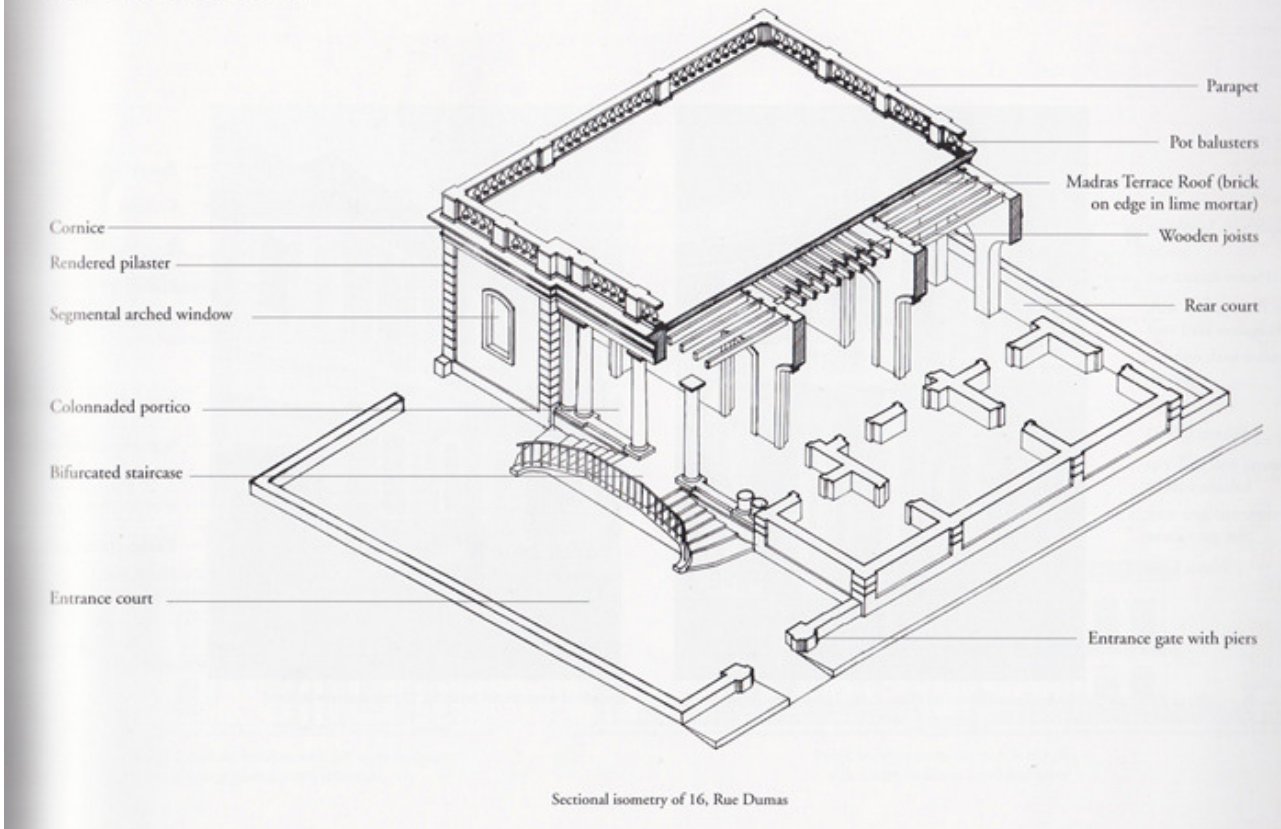 Parapet
Pot balusters
Madras Terrace Roof (brick
on edge in lime mortar)
Wooden joists
Rear court
Entrance gate with piers
Cornice
Rendered pilaster
Segmental arched window
Colonnaded portico
Bifurcated staircase
Entrance court
Sectional isometry of 16, Rue Dumas